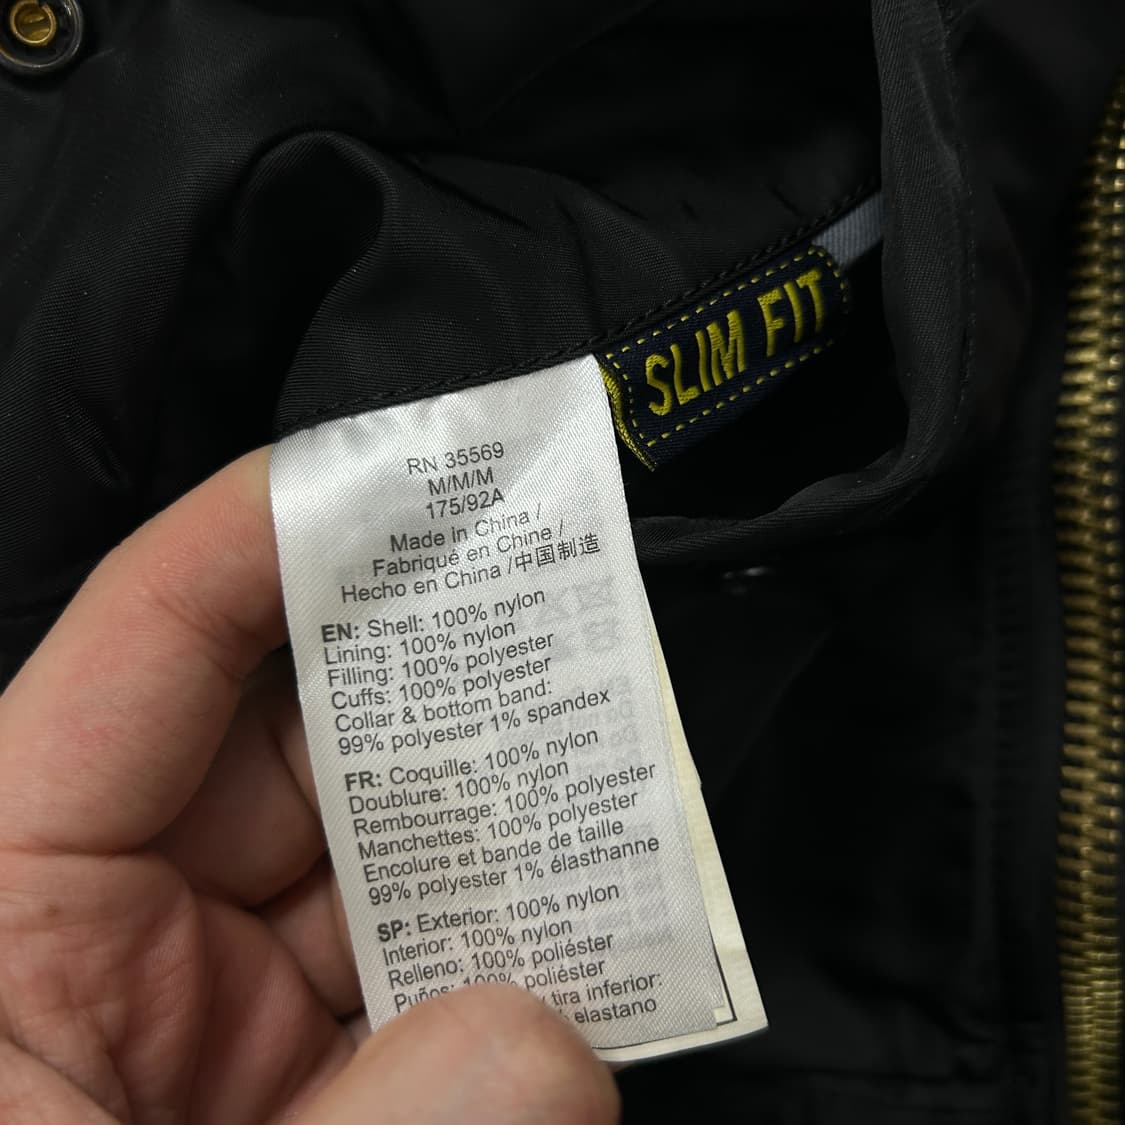 SLIM FIT
RN 35569
M/M/M
175/92A
Made In China /
Fabriqué en Chine /
Hecho en China /中国制造
EN: Shell: 100% nylon
Lining: 100% nylon
Filling: 100% polyester
Cuffs: 100% polyester
Collar & bottom band:
99% polyester 1% spandex
FR: Coquille: 100% nylon
Doublure: 100% nylon
Rembourrage: 100% polyester
Manchettes: 100% polyester
Encolure et bande de taille
99% polyester 1% élasthanne
SP: Exterior: 100% nylon
Interior: 100% nylon
Relleno: 100% poliéster
Puños: 100% poliéster
tira inferior:
elastano